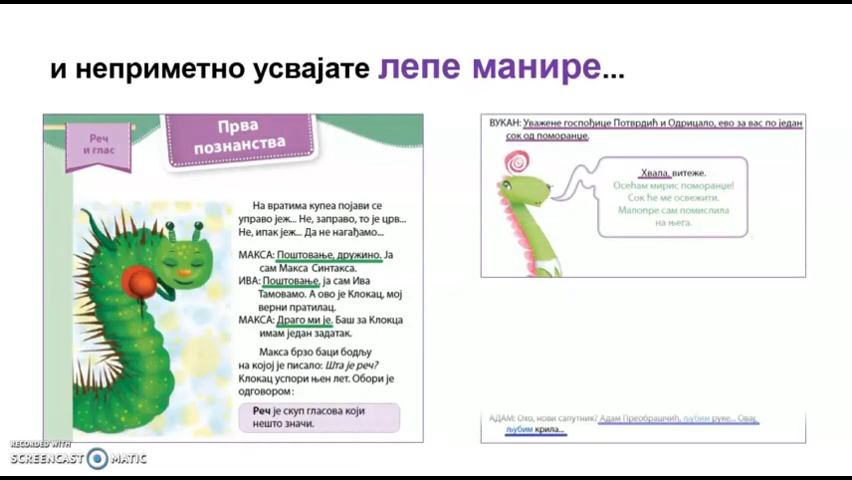 и неприметно усвајате лепе манире...
Реч
и глас
Прва
познанства
На вратима купеа појави се
управо јеж... Не, заправо, то је црв...
Не, ипак јеж... Да не нагађамо...
МАКСА: Поштовање, дружино. Ја
сам Макса Синтакса.
ИВА: Поштовање, ја сам Ива
Тамовамо. А ово је Клокац, мој
верни пратилац.
МАКСА: Драго ми је. Баш за Клокца
имам један задатак.
Макса брзо баци бодљу
на којој је писало: Шта је реч?
Клокац успори њен лет. Обори је
одговором:
Реч је скуп гласова који
нешто значи.
ВУКАН: Уважене госпођице Потврдић и Одрицало, ево за вас по један
сок од поморанџе.
Хвала, витеже.
Осећам мирис поморанџе!
Сок ће ме освежити.
Малопре сам помислила
на њега.
АДАМ: Охо, нови сапутник? Адам Преобрашчић, љубим руке... Овај,
љубим крила...
RECORDED WITH
SCREENCAST MATIC